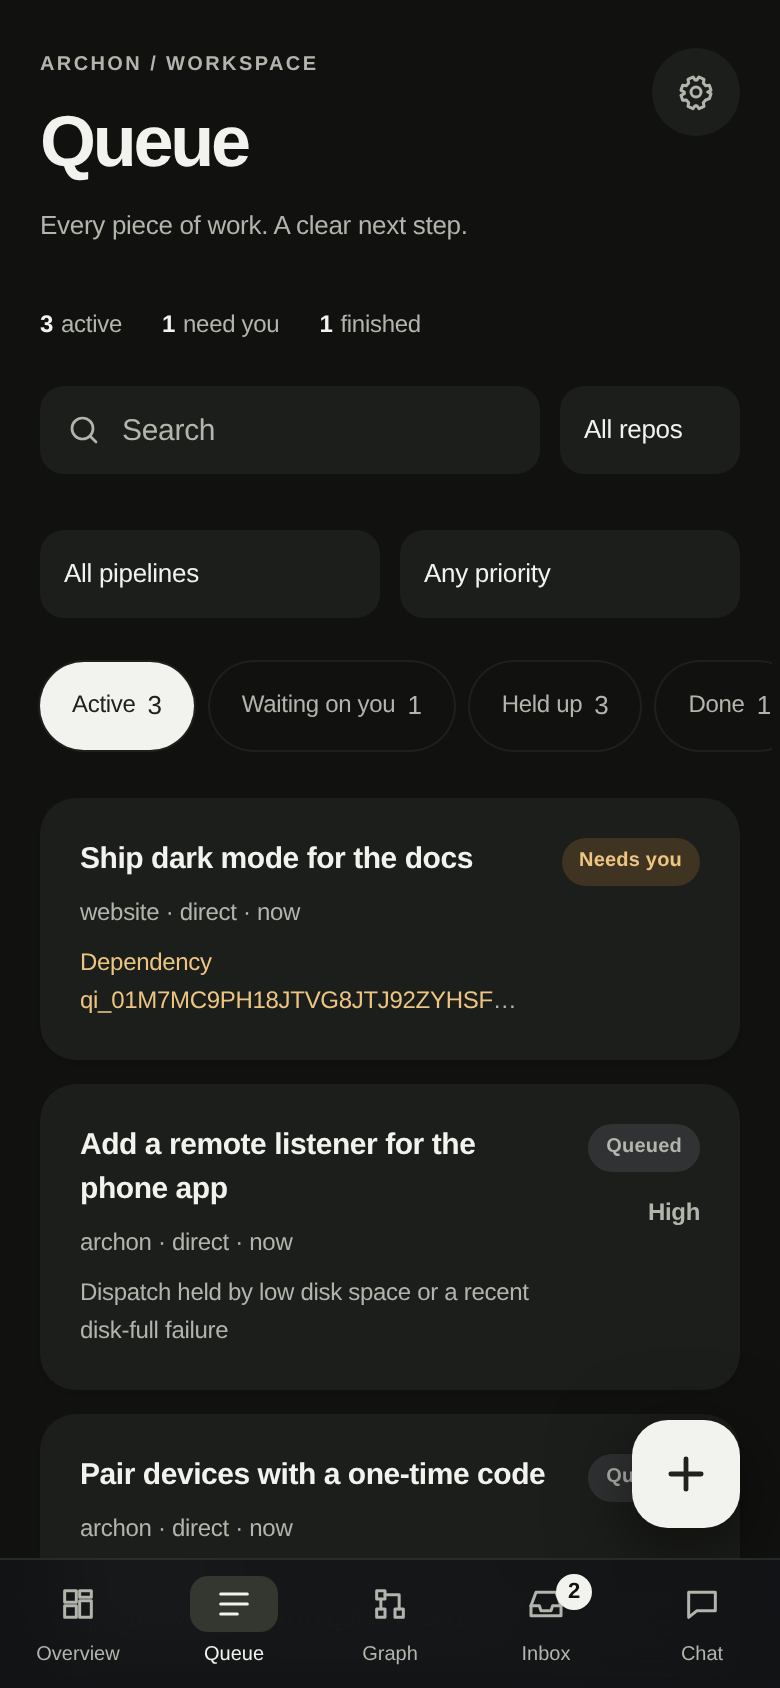 ARCHON / WORKSPACE
Queue
Every piece of work. A clear next step.
3 active 1 need you 1 finished
Search
All repos
All pipelines
Any priority
Active 3
Waiting on you 1
Held up 3
Done 1
Ship dark mode for the docs
Needs you
website · direct · now
Dependency
qi_01M7MC9PH18JTVG8JTJ92ZYHSF…
Add a remote listener for the
phone app
Queued
High
archon · direct · now
Dispatch held by low disk space or a recent
disk-full failure
Pair devices with a one-time code
Qu
archon · direct · now
2
Overview
Queue
Graph
Inbox
Chat